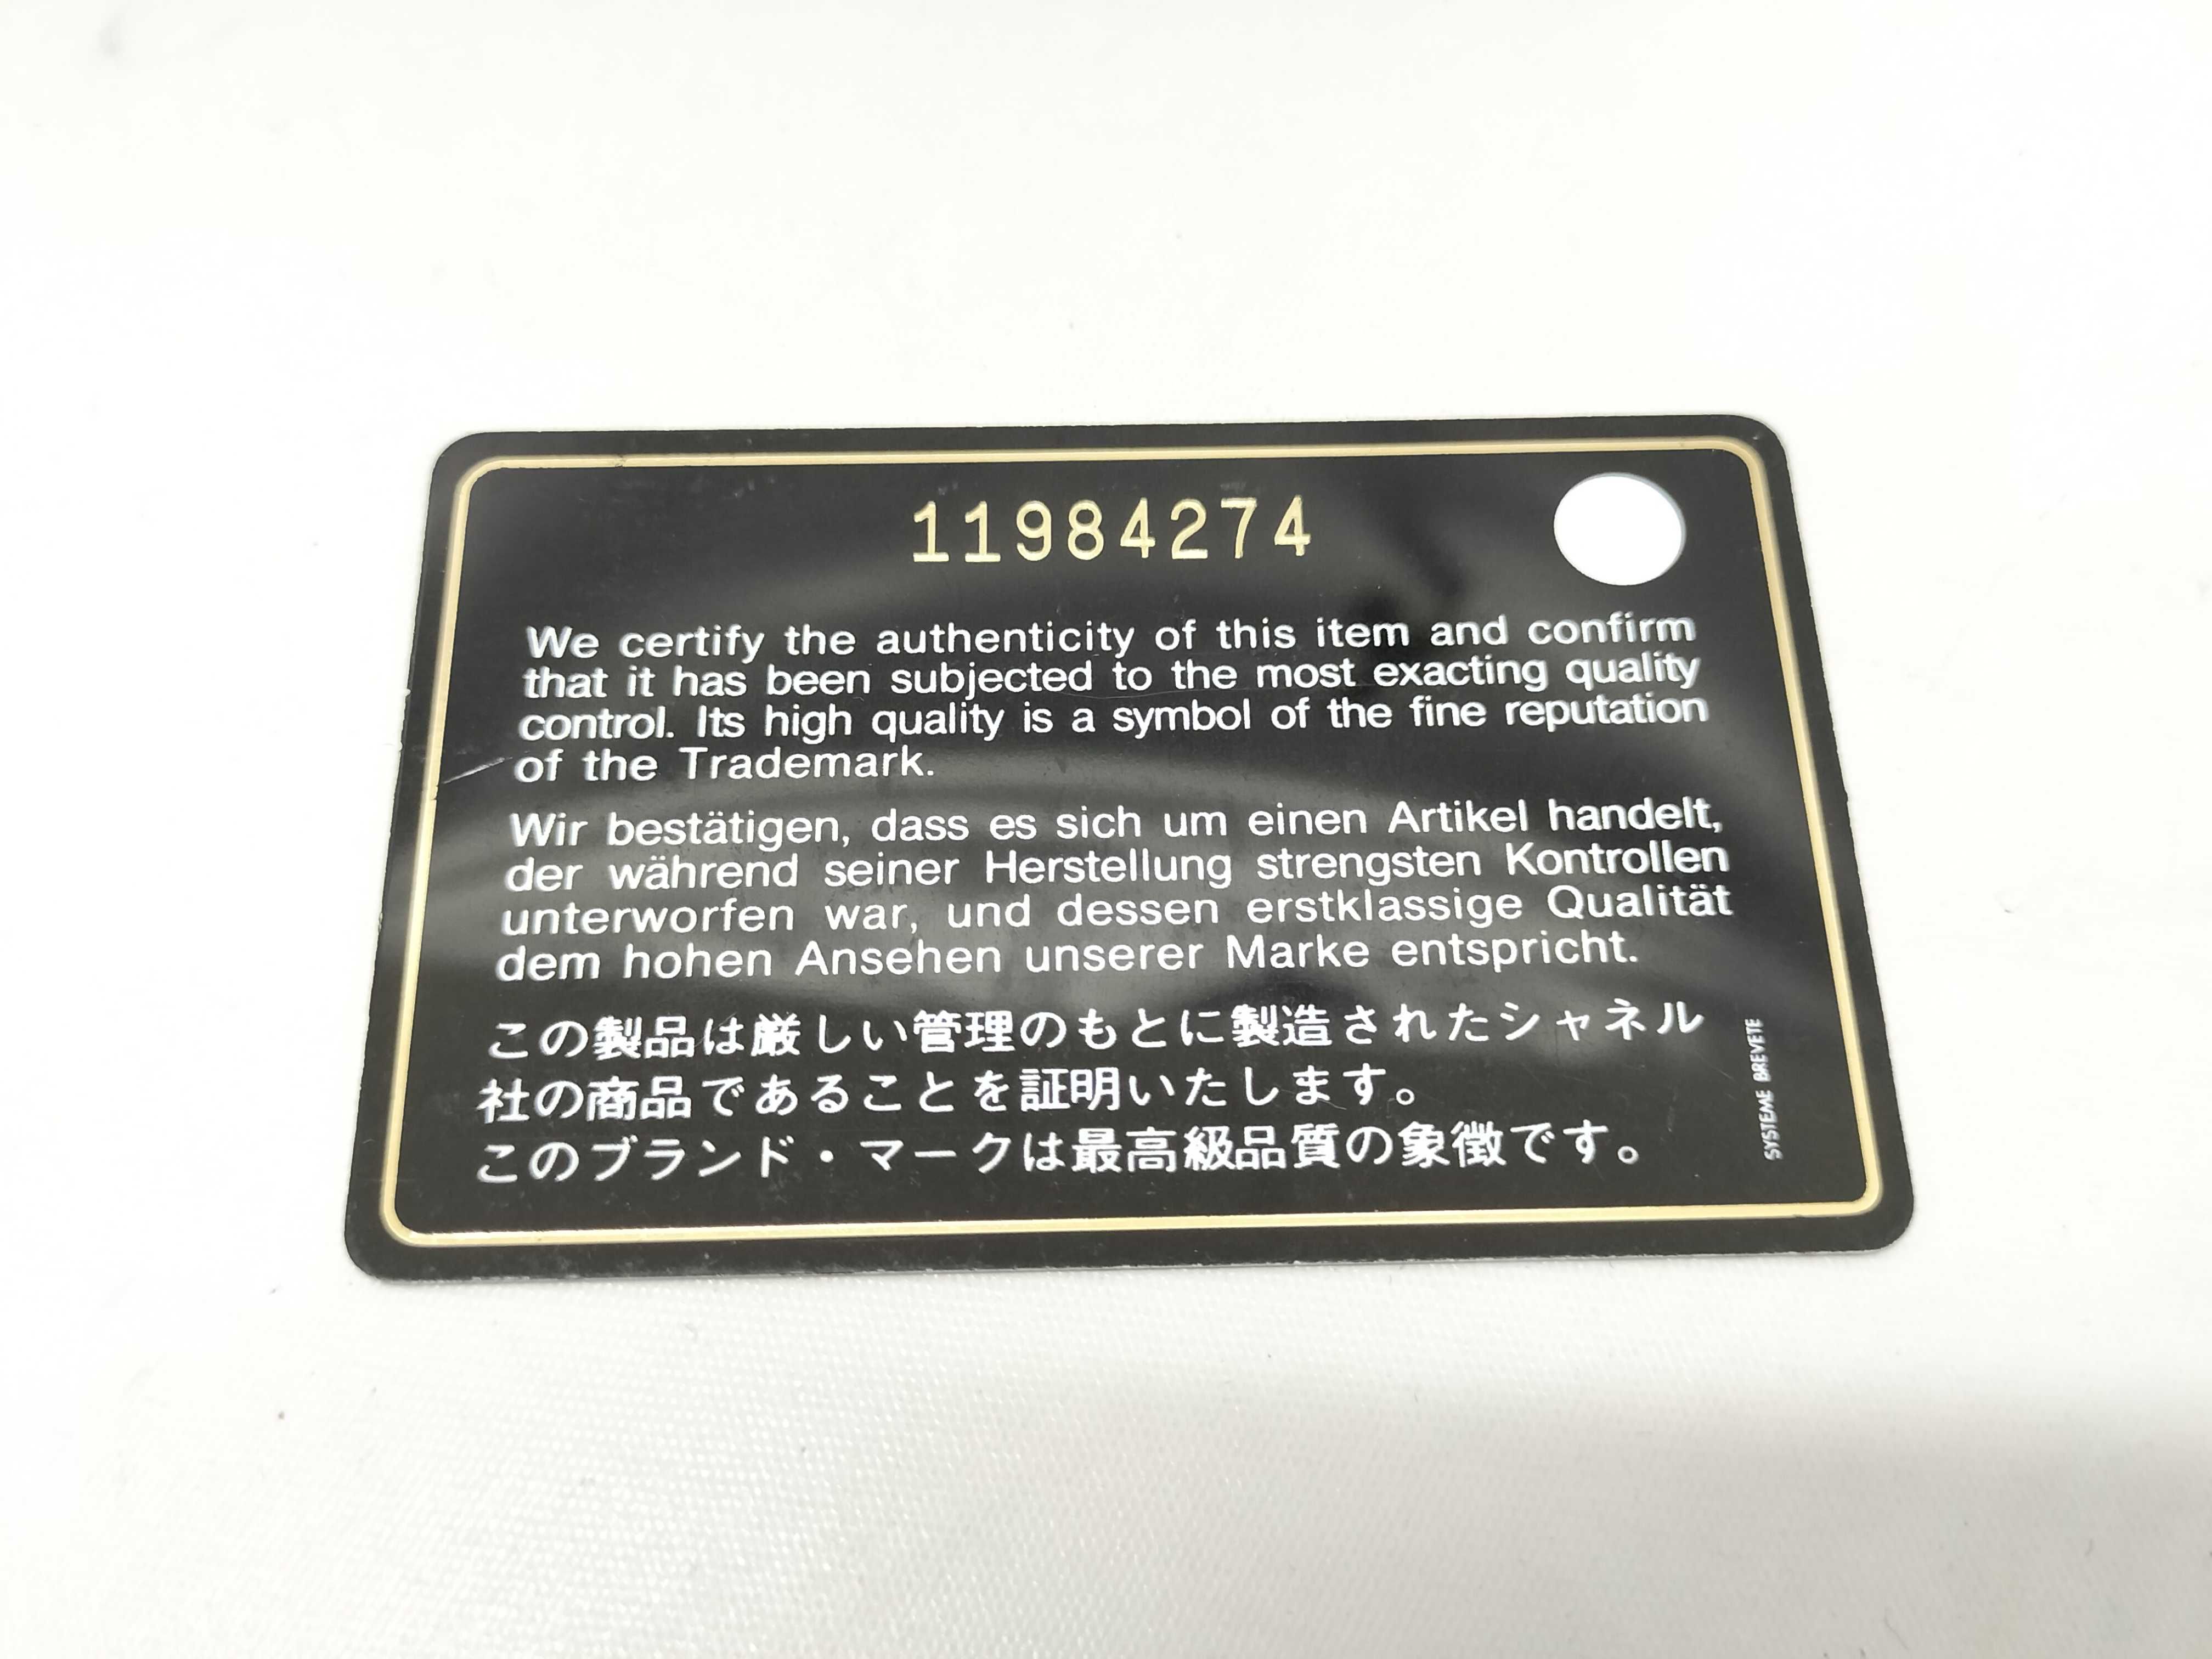 11984274
We certify the authenticity of this item and confirm
that it has been subjected to the most exacting quality
control. Its high quality is a symbol of the fine reputation
of the Trademark.
Wir bestätigen, dass es sich um einen Artikel handelt,
der während seiner Herstellung strengsten Kontrollen
unterworfen war, und dessen erstklassige Qualität
dem hohen Ansehen unserer Marke entspricht.
この製品は厳しい管理のもとに製造されたシャネル
社の商品であることを証明いたします。
このブランド・マークは最高級品質の象徴です。
SYSTEME BREVETE